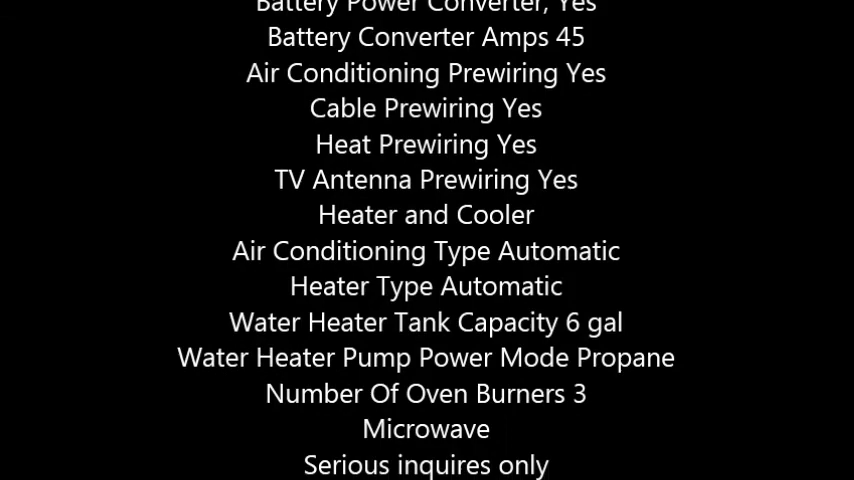 Battery Power Converter, Yes
Battery Converter Amps 45
Air Conditioning Prewiring Yes
Cable Prewiring Yes
Heat Prewiring Yes
TV Antenna Prewiring Yes
Heater and Cooler
Air Conditioning Type Automatic
Heater Type Automatic
Water Heater Tank Capacity 6 gal
Water Heater Pump Power Mode Propane
Number Of Oven Burners 3
Microwave
Serious inquires only